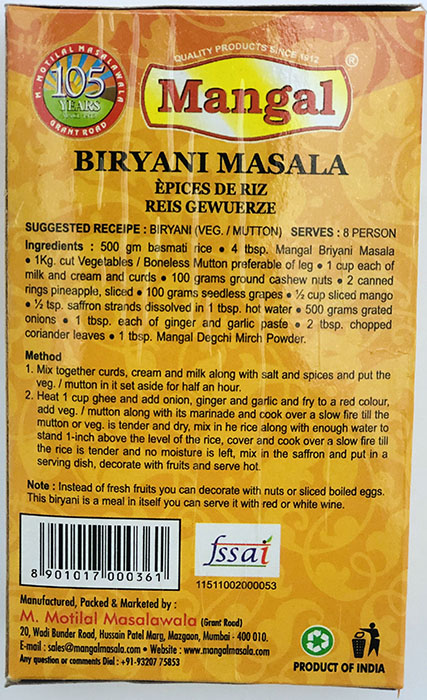 QUALITY PRODUCTS SINCE 1912
M. MOTILAL MASALAWALA
105
YEARS
GRANT ROAD
Mangal®
BIRYANI MASALA
ÈPICES DE RIZ
REIS GEWUERZE
SUGGESTED RECEIPE : BIRYANI (VEG. / MUTTON) SERVES : 8 PERSON
Ingredients : 500 gm basmati rice • 4 tbsp. Mangal Briyani Masala
• 1Kg. cut Vegetables / Boneless Mutton preferable of leg • 1 cup each of
milk and cream and curds • 100 grams ground cashew nuts • 2 canned
rings pineapple, sliced • 100 grams seedless grapes • ½ cup sliced mango
• ½ tsp. saffron strands dissolved in 1 tbsp. hot water • 500 grams grated
onions • 1 tbsp. each of ginger and garlic paste • 2 tbsp. chopped
coriander leaves • 1 tbsp. Mangal Degchi Mirch Powder.
Method
1. Mix together curds, cream and milk along with salt and spices and put the
veg. / mutton in it set aside for half an hour.
2. Heat 1 cup ghee and add onion, ginger and garlic and fry to a red colour,
add veg. / mutton along with its marinade and cook over a slow fire till the
mutton or veg. is tender and dry, mix in he rice along with enough water to
stand 1-inch above the level of the rice, cover and cook over a slow fire till
the rice is tender and no moisture is left, mix in the saffron and put in a
serving dish, decorate with fruits and serve hot.
Note : Instead of fresh fruits you can decorate with nuts or sliced boiled eggs.
This biryani is a meal in itself you can serve it with red or white wine.
8 901017 000361
fssai
11511002000053
Manufactured, Packed & Marketed by :
M. Motilal Masalawala (Grant Road)
20, Wadi Bunder Road, Hussain Patel Marg, Mazgaon, Mumbai - 400 010.
E-mail : sales@mangalmasala.com • Website : www.mangalmasala.com
Any question or comments Dial : +91-93207 75853
PRODUCT OF INDIA